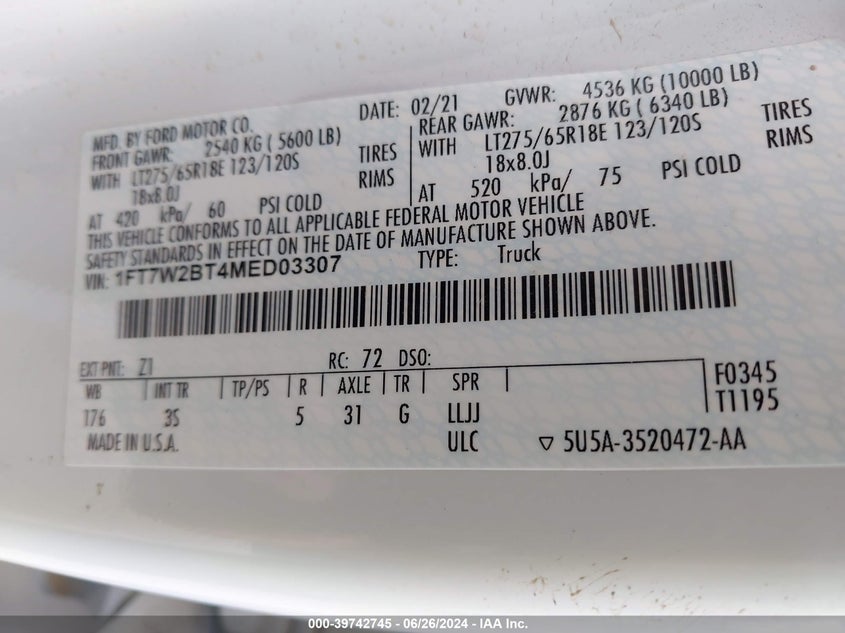 MFD. BY FORD MOTOR CO.
DATE: 02/21 GVWR: 4536 KG (10000 LB)
FRONT GAWR: 2540 KG ( 5600 LB)
WITH LT275/65R18E 123/120S TIRES
18x8.0J RIMS
AT 420 kPa/ 60 PSI COLD
REAR GAWR: 2876 KG ( 6340 LB)
WITH LT275/65R18E 123/120S TIRES
18x8.0J RIMS
AT 520 kPa/ 75 PSI COLD
THIS VEHICLE CONFORMS TO ALL APPLICABLE FEDERAL MOTOR VEHICLE
SAFETY STANDARDS IN EFFECT ON THE DATE OF MANUFACTURE SHOWN ABOVE.
VIN: 1FT7W2BT4MED03307 TYPE: Truck
EXT PNT: Z1 RC: 72 DSO:
WB INT TR TP/PS R AXLE TR SPR F0345
176 3S 5 31 G LLJJ T1195
MADE IN U.S.A. ULC 5U5A-3520472-AA
000-39742745 - 06/26/2024 - IAA Inc.